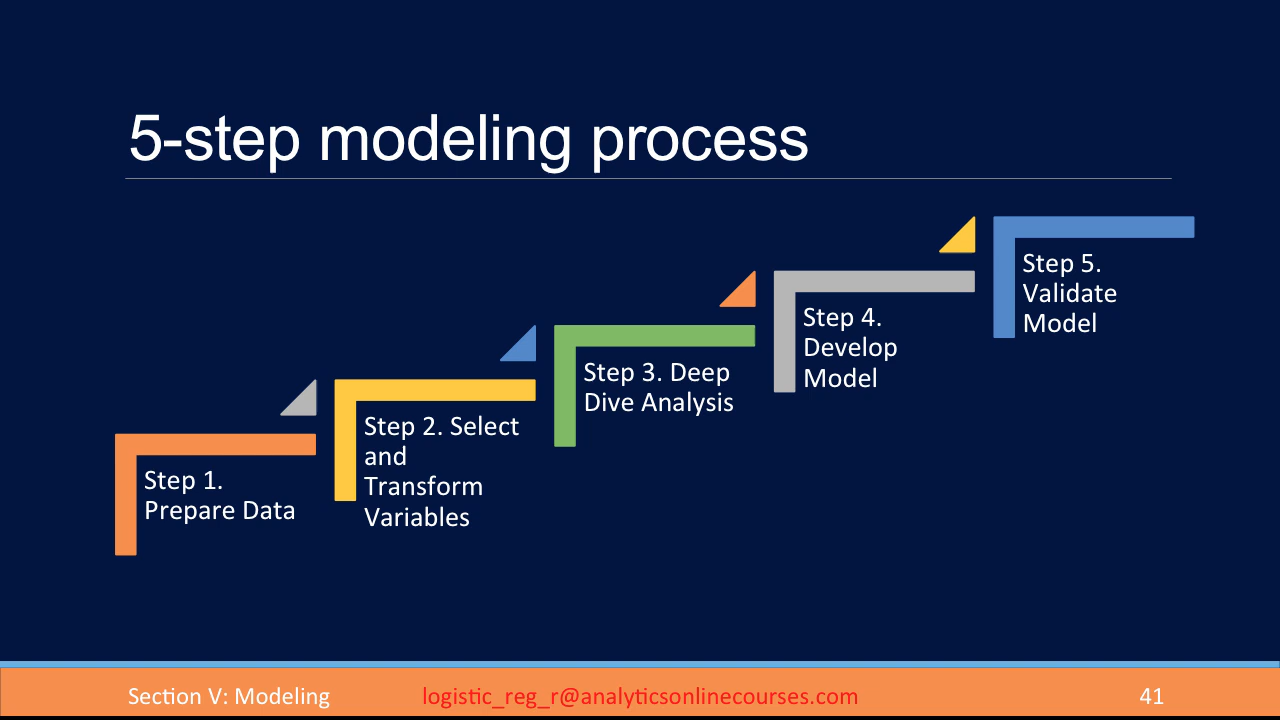 5-step modeling process
Step 1.
Prepare Data
Step 2. Select
and
Transform
Variables
Step 3. Deep
Dive Analysis
Step 4.
Develop
Model
Step 5.
Validate
Model
Section V: Modeling
logistic_reg_r@analyticsonlinecourses.com
41